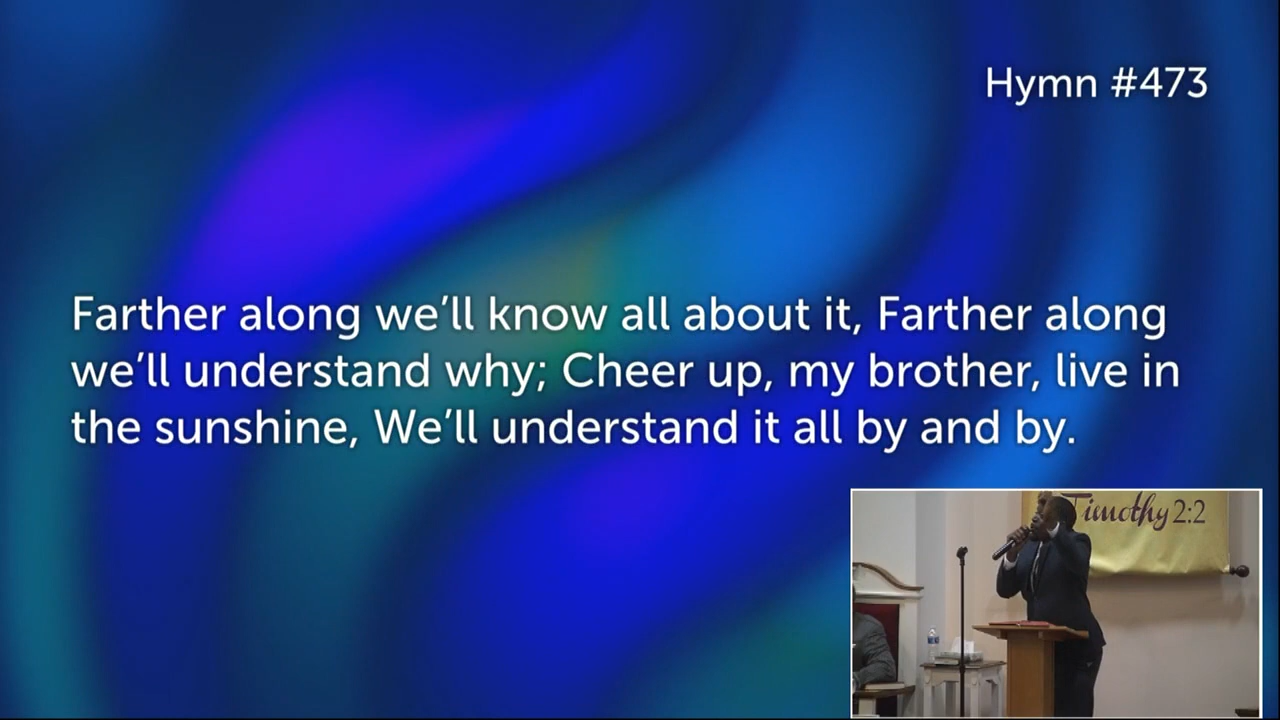 Hymn #473
Farther along we’ll know all about it, Farther along
we’ll understand why; Cheer up, my brother, live in
the sunshine, We’ll understand it all by and by.
Timothy 2:2